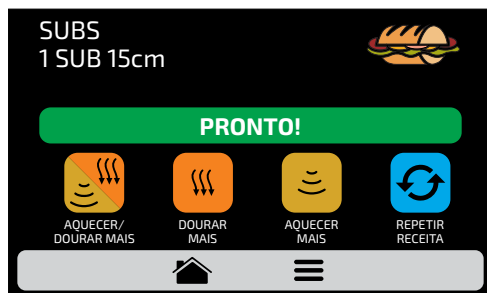 SUBS
1 SUB 15cm
PRONTO!
AQUECER/
DOURAR MAIS
DOURAR
MAIS
AQUECER
MAIS
REPETIR
RECEITA